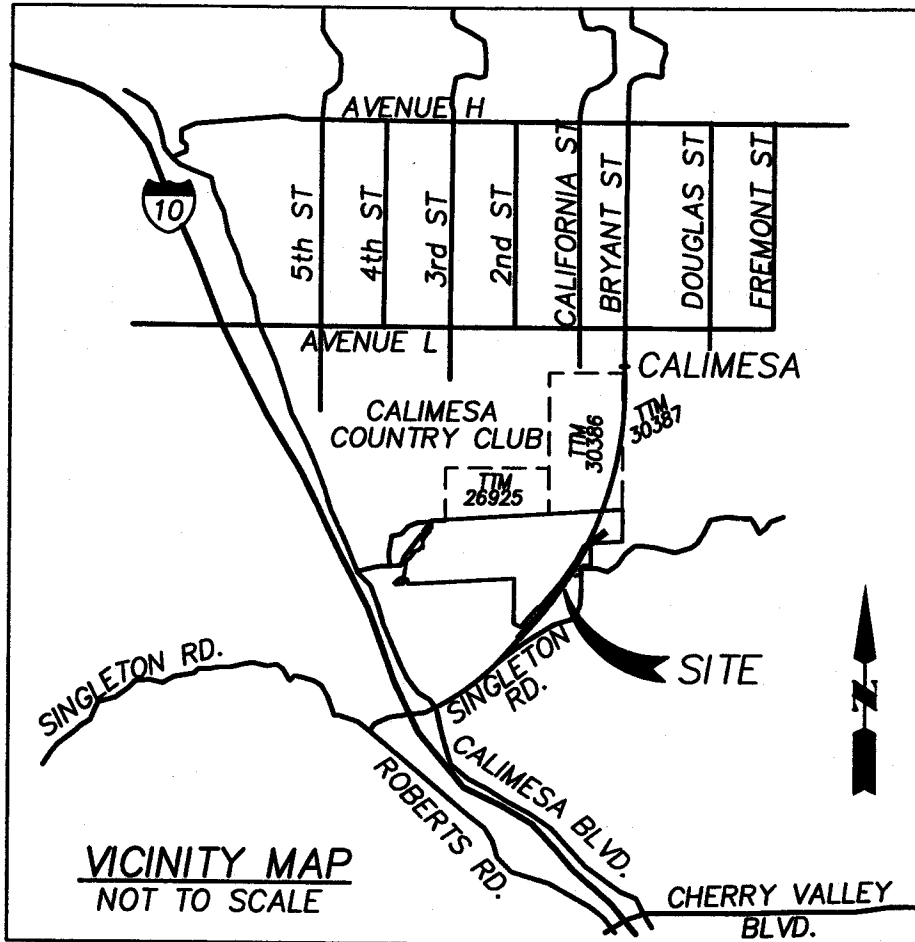 AVENUE H
10
5th ST
4th ST
3rd ST
2nd ST
CALIFORNIA ST
BRYANT ST
DOUGLAS ST
FREMONT ST
AVENUE L
CALIMESA
CALIMESA
COUNTRY CLUB
TTM
30386
TTM
30387
TTM
26925
SITE
SINGLETON RD.
SINGLETON
RD.
N
CALIMESA BLVD.
ROBERTS RD.
VICINITY MAP
NOT TO SCALE
CHERRY VALLEY
BLVD.